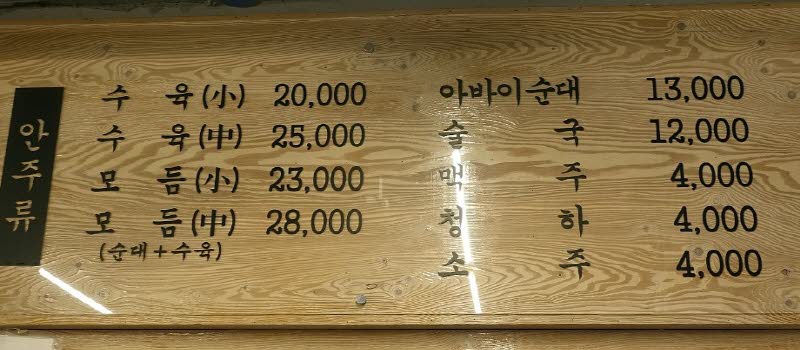 안주류
수 육 (小) 20,000
수 육 (中) 25,000
모 듬 (小) 23,000
모 듬 (中) 28,000
(순대+수육)
아바이순대 13,000
술 국 12,000
맥 주 4,000
청 하 4,000
소 주 4,000